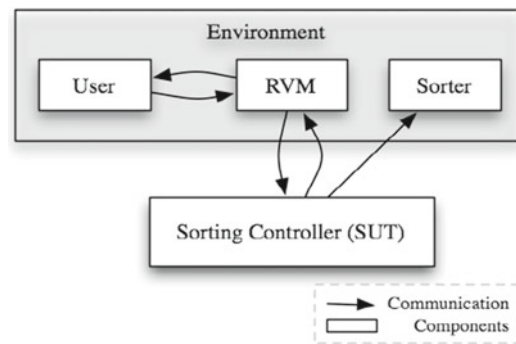 Environment
User
RVM
Sorter
Sorting Controller (SUT)
Communication
Components